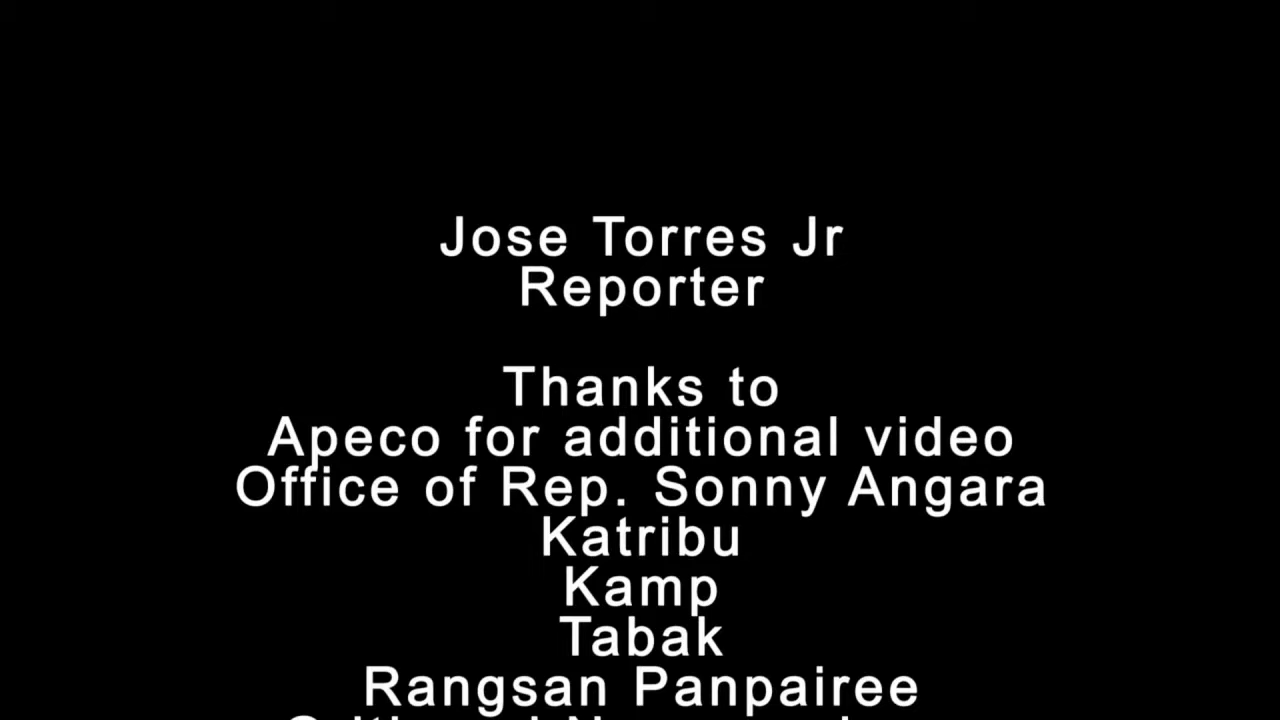 Jose Torres Jr
Reporter
Thanks to
Apeco for additional video
Office of Rep. Sonny Angara
Katribu
Kamp
Tabak
Rangsan Panpairee